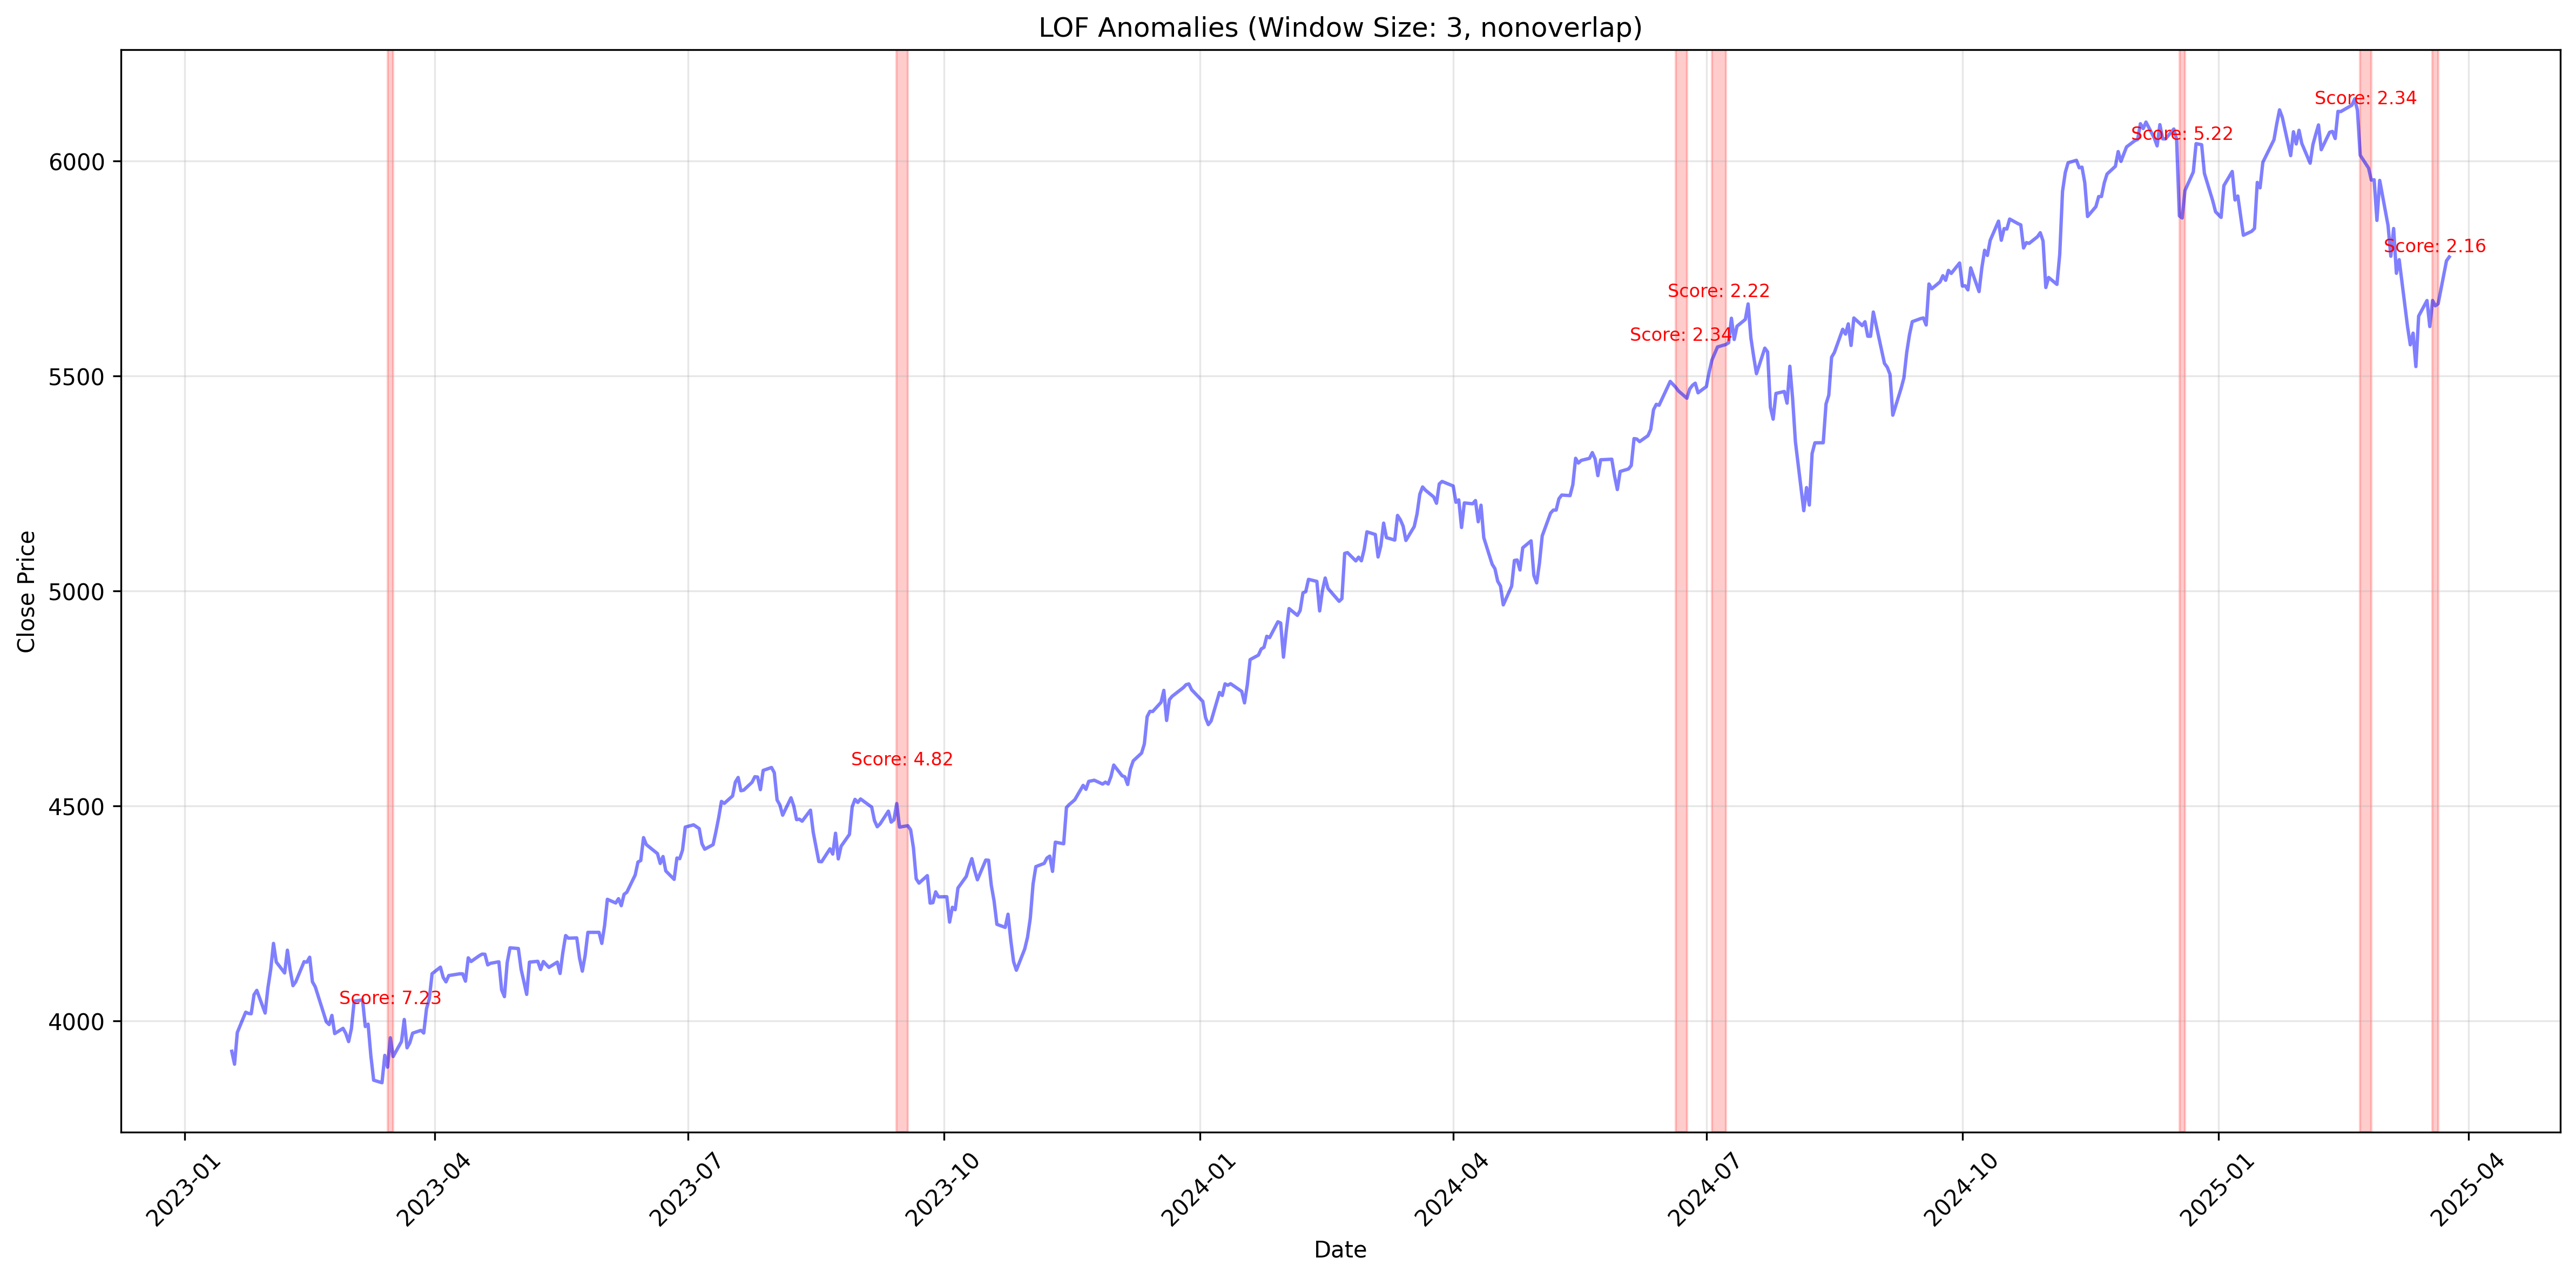 LOF Anomalies (Window Size: 3, nonoverlap)
Close Price
6000
5500
5000
4500
4000
Score: 7.23
Score: 4.82
Score: 2.34
Score: 2.22
Score: 5.22
Score: 2.34
Score: 2.16
2023-01
2023-04
2023-07
2023-10
2024-01
2024-04
2024-07
2024-10
2025-01
2025-04
Date